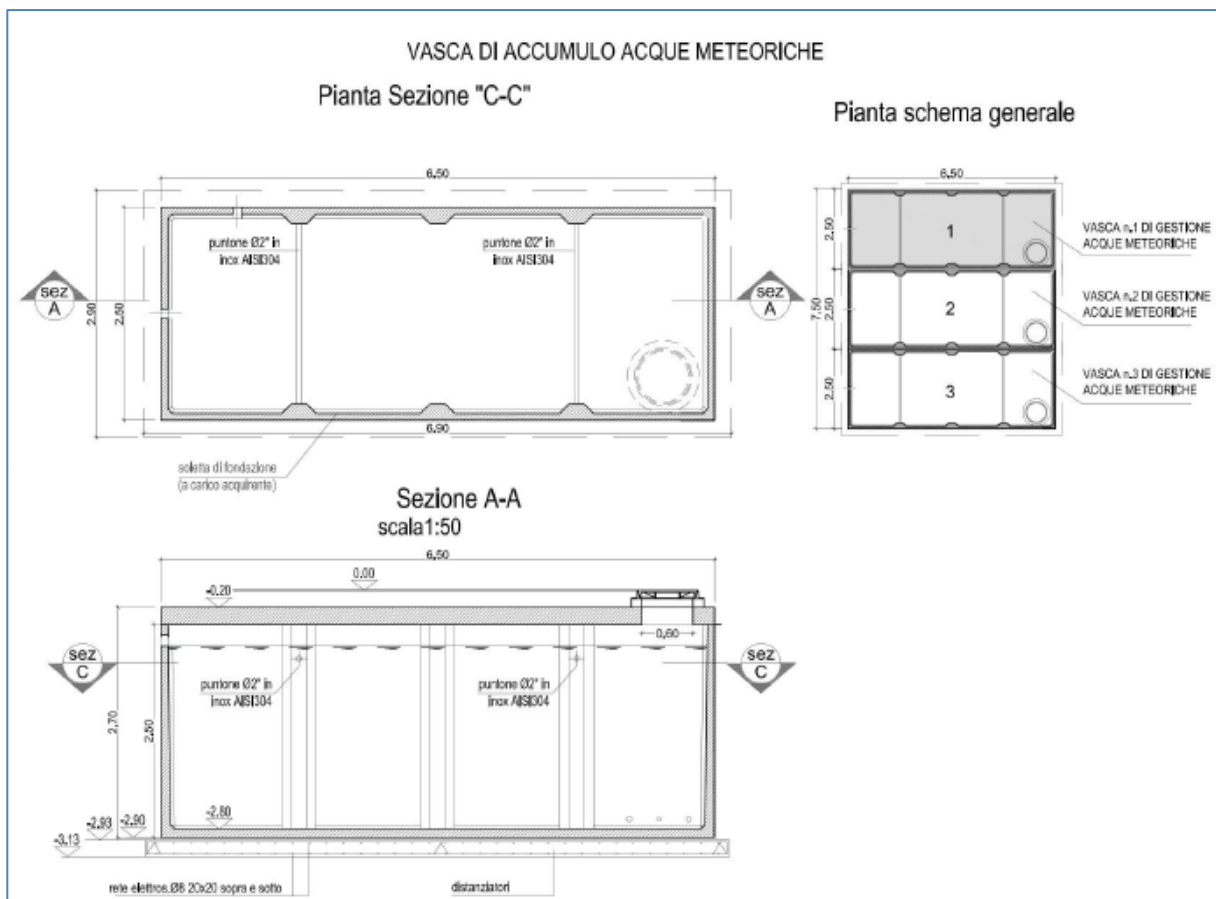 VASCA DI ACCUMULO ACQUE METEORICHE
Pianta Sezione "C-C"
6.50
puntone Ø2" in
inox AISI304
puntone Ø2" in
inox AISI304
sez
A
sez
A
2.90
2.50
6.90
soletta di fondazione
(a carico acquirente)
Pianta schema generale
6.50
7.50
2.50
2.50
2.50
1
2
3
VASCA n.1 DI GESTIONE
ACQUE METEORICHE
VASCA n.2 DI GESTIONE
ACQUE METEORICHE
VASCA n.3 DI GESTIONE
ACQUE METEORICHE
Sezione A-A
scala1:50
6.50
0.00
-0.20
0.60
sez
C
sez
C
puntone Ø2" in
inox AISI304
puntone Ø2" in
inox AISI304
2.70
2.50
-2.80
-2.93
-2.90
-3.13
rete elettros.Ø8 20x20 sopra e sotto
distanziatori